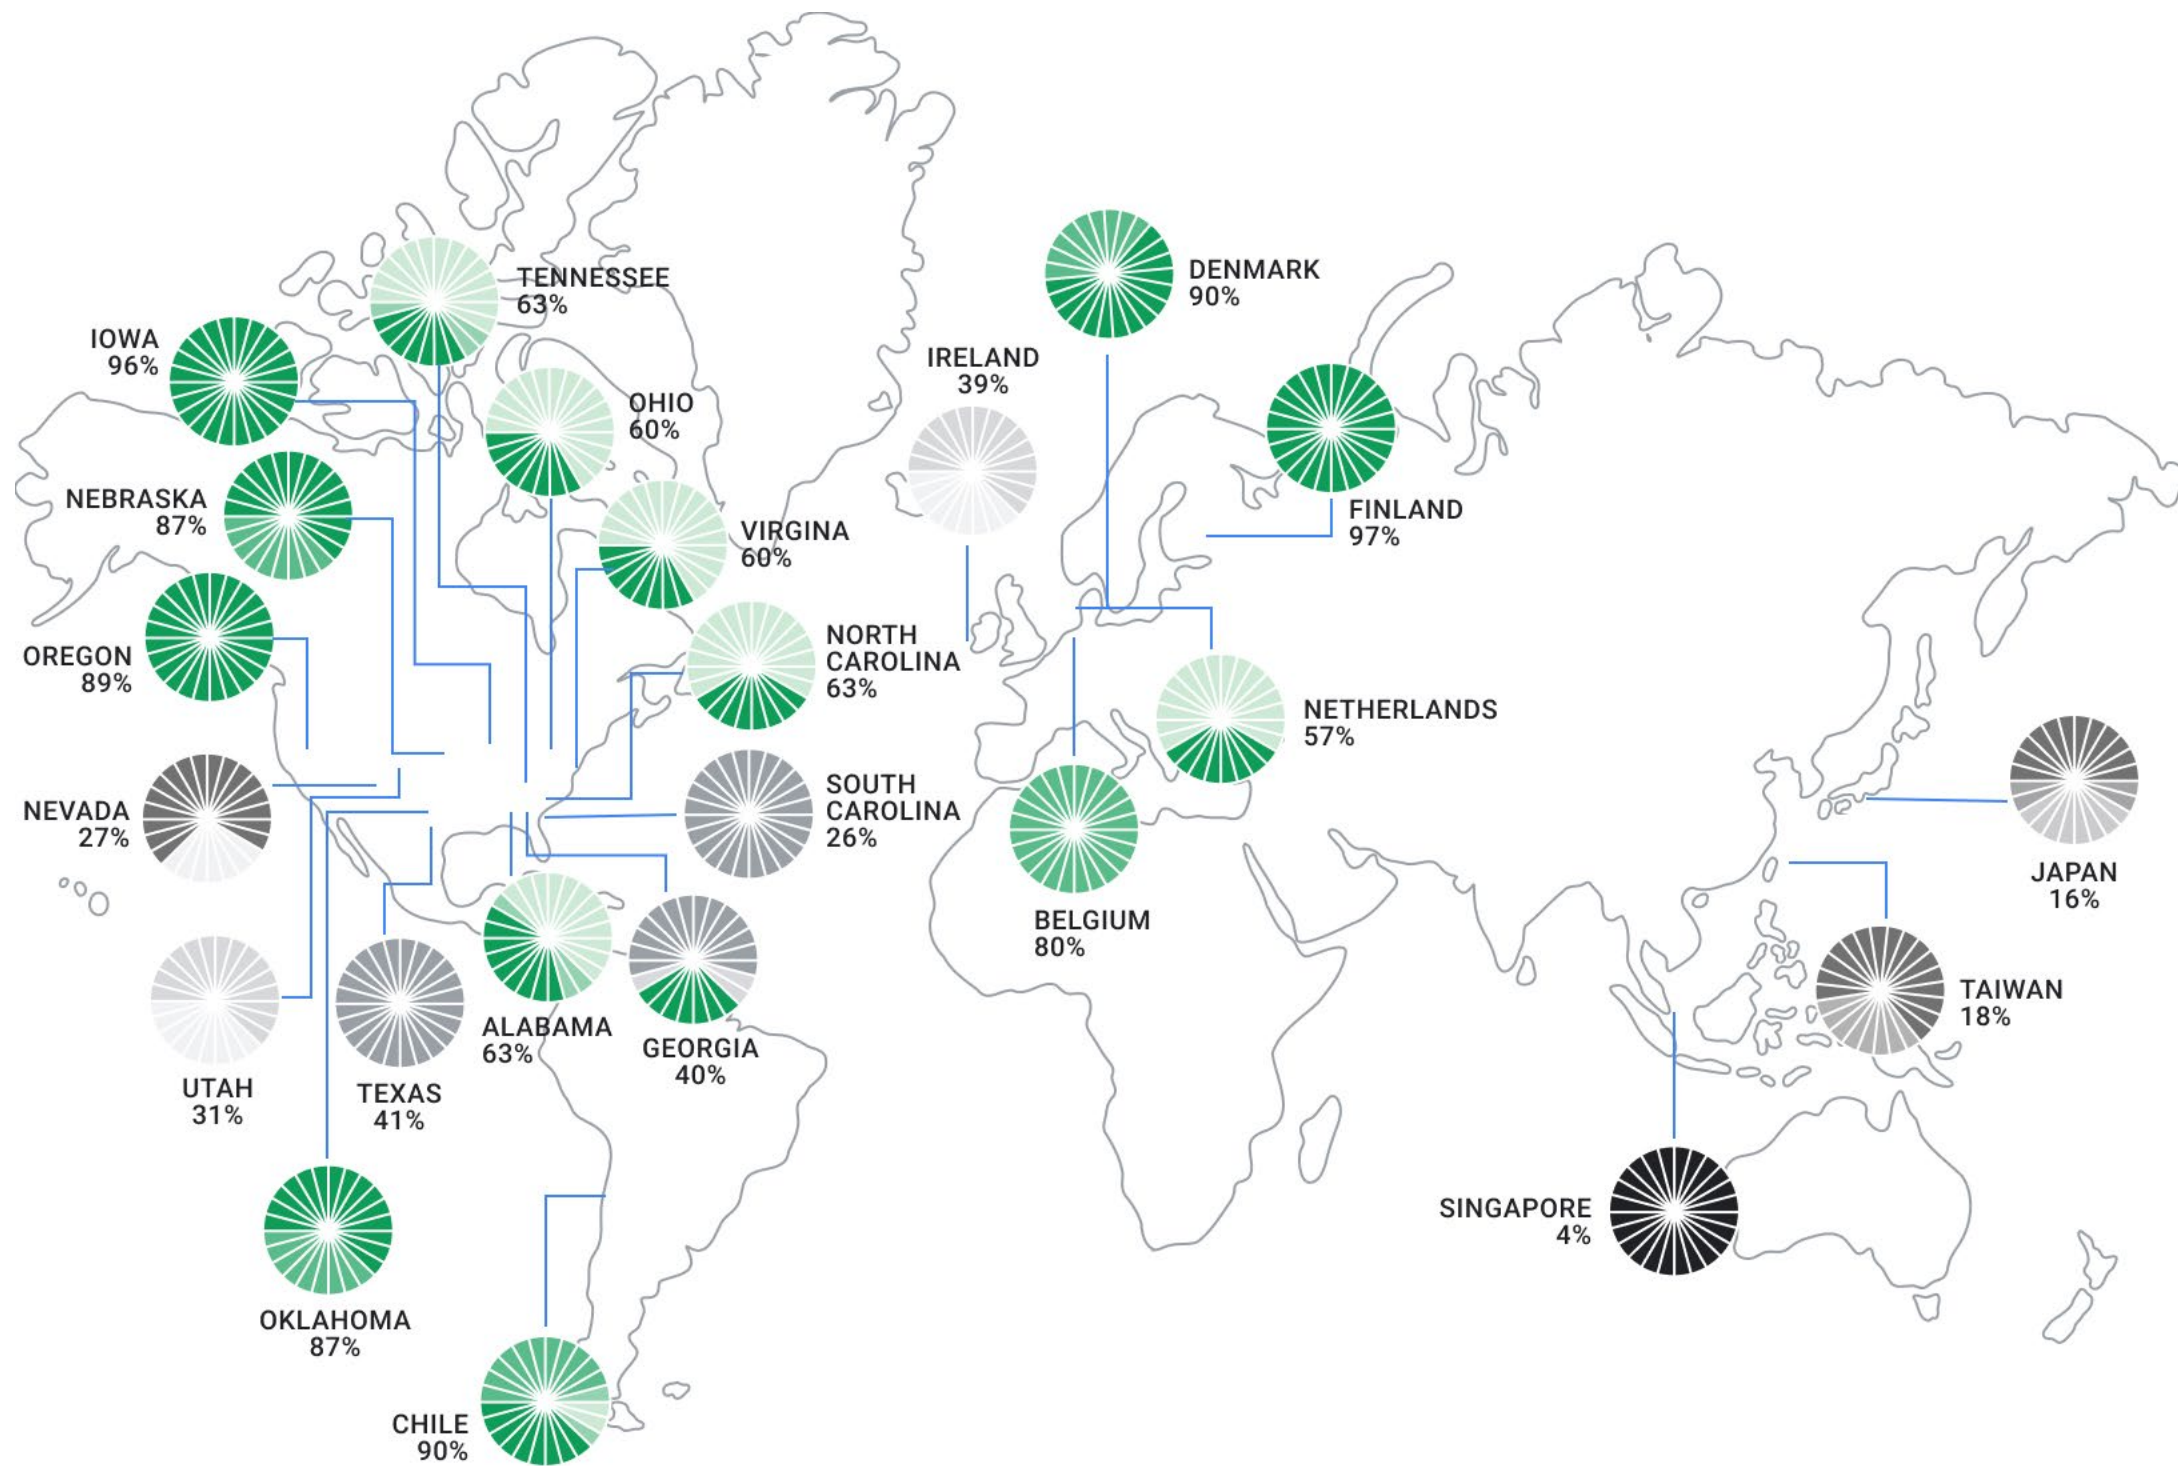 TENNESSEE
63%
IOWA
96%
OHIO
60%
NEBRASKA
87%
VIRGINA
60%
OREGON
89%
NORTH
CAROLINA
63%
NEVADA
27%
SOUTH
CAROLINA
26%
UTAH
31%
TEXAS
41%
ALABAMA
63%
GEORGIA
40%
OKLAHOMA
87%
CHILE
90%
DENMARK
90%
IRELAND
39%
FINLAND
97%
NETHERLANDS
57%
BELGIUM
80%
JAPAN
16%
TAIWAN
18%
SINGAPORE
4%